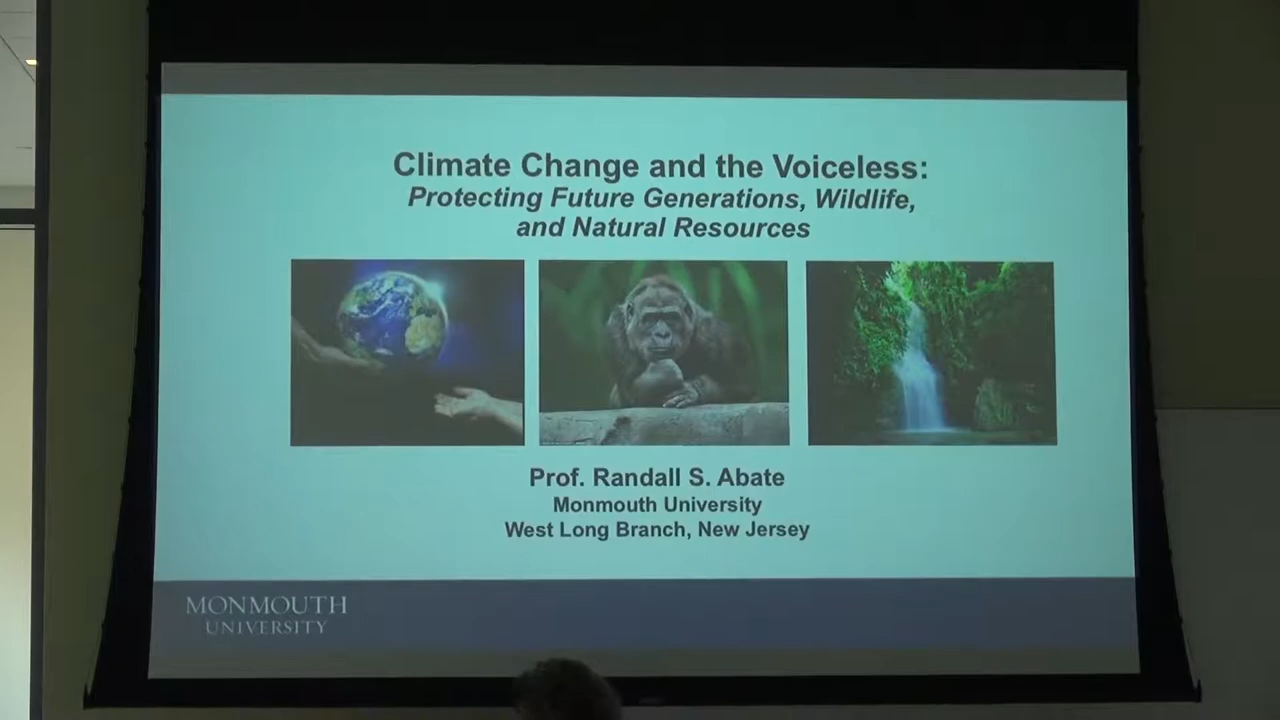 Climate Change and the Voiceless:
Protecting Future Generations, Wildlife,
and Natural Resources
Prof. Randall S. Abate
Monmouth University
West Long Branch, New Jersey
MONMOUTH
UNIVERSITY